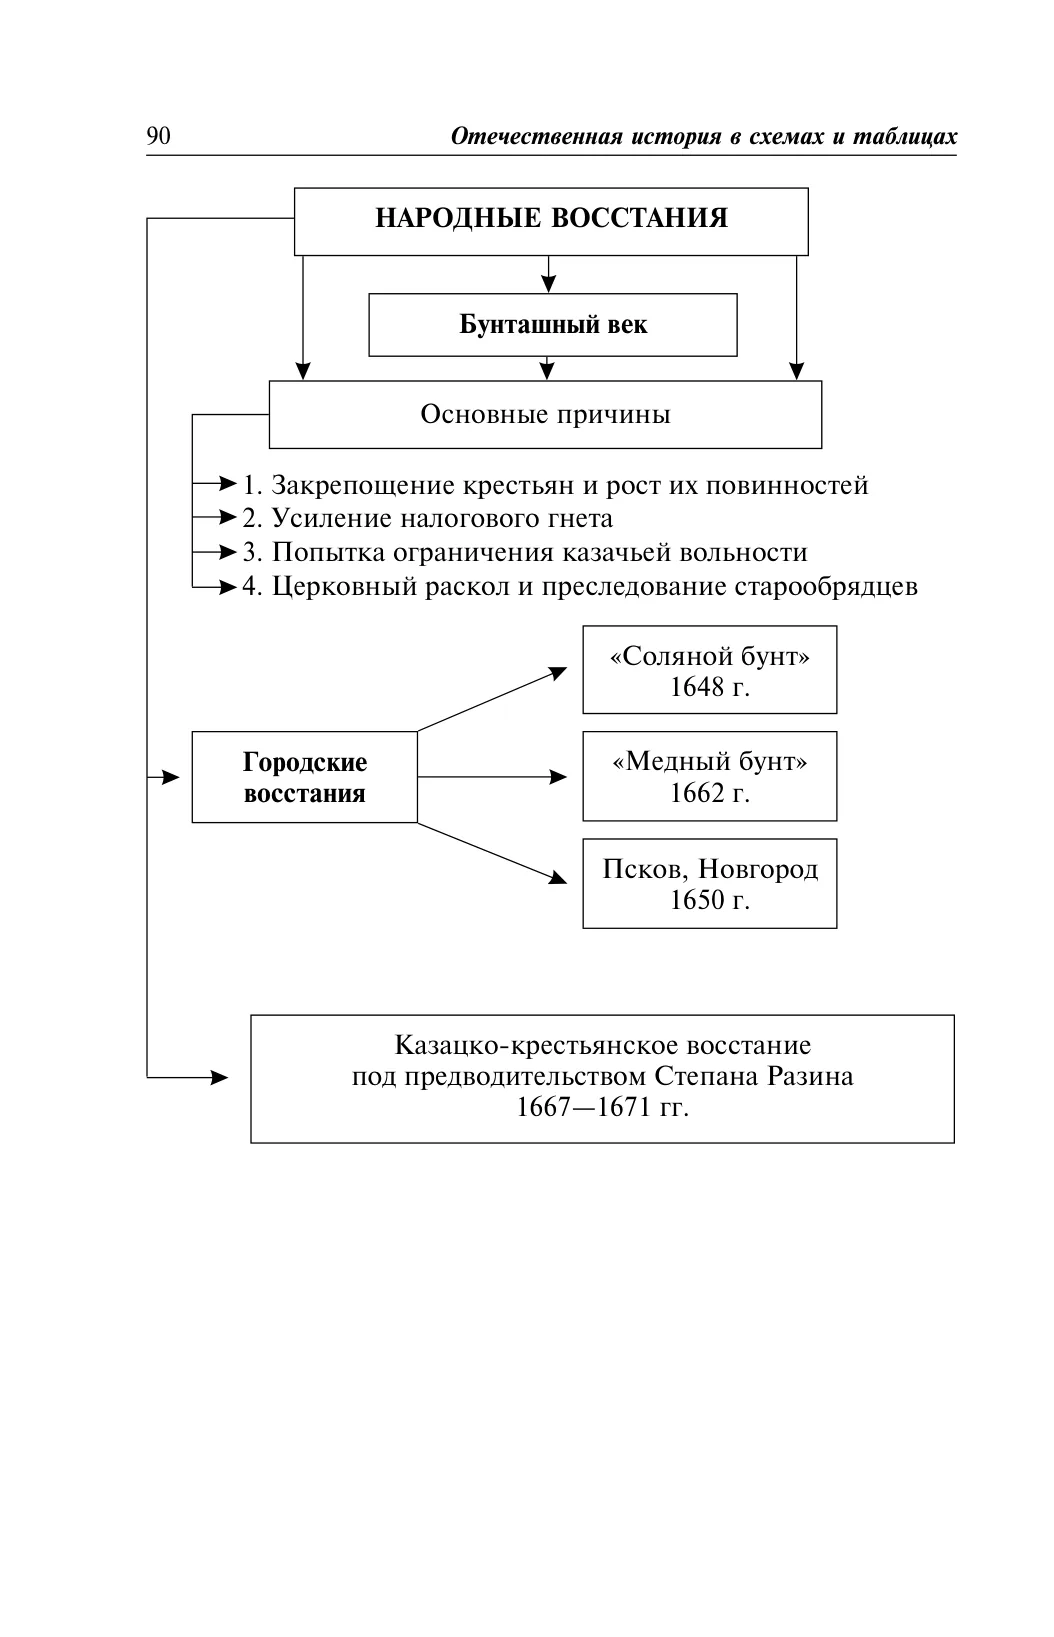 90
Отечественная история в схемах и таблицах
НАРОДНЫЕ ВОССТАНИЯ
Бунташный век
Основные причины
1. Закрепощение крестьян и рост их повинностей
2. Усиление налогового гнета
3. Попытка ограничения казачьей вольности
4. Церковный раскол и преследование старообрядцев
«Соляной бунт»
1648 г.
Городские
восстания
«Медный бунт»
1662 г.
Псков, Новгород
1650 г.
Казацко-крестьянское восстание
под предводительством Степана Разина
1667—1671 гг.